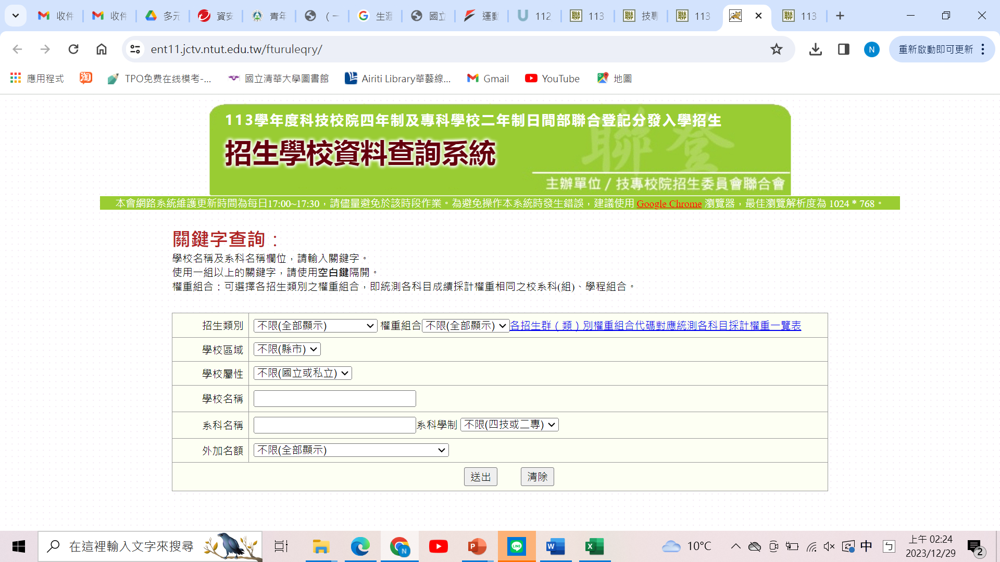 收件
收件
多元
資安
青年
(一
生涯
國立
運動
112
113
技專
113
113
ent11.jctv.ntut.edu.tw/fturuleqry/
N
重新啟動即可更新
應用程式
淘
TPO免费在线模考-...
國立清華大學圖書館
Airiti Library華藝線...
Gmail
YouTube
地圖
113學年度科技校院四年制及專科學校二年制日間部聯合登記分發入學招生
招生學校資料查詢系統
聯登
主辦單位 / 技專校院招生委員會聯合會
本會網路系統維護更新時間為每日17:00~17:30，請儘量避免於該時段作業。為避免操作本系統時發生錯誤，建議使用 Google Chrome 瀏覽器，最佳瀏覽解析度為 1024 * 768。
關鍵字查詢：
學校名稱及系科名稱欄位，請輸入關鍵字。
使用一組以上的關鍵字，請使用空白鍵隔開。
權重組合：可選擇各招生類別之權重組合，即統測各科目成績採計權重相同之校系科(組)、學程組合。
招生類別 不限(全部顯示) 權重組合 不限(全部顯示) 各招生群（類）別權重組合代碼對應統測各科目採計權重一覽表
學校區域 不限(縣市)
學校屬性 不限(國立或私立)
學校名稱
系科名稱 系科學制 不限(四技或二專)
外加名額 不限(全部顯示)
送出 清除
在這裡輸入文字來搜尋
10°C
中
ㄅ
上午 02:24
2023/12/29
2